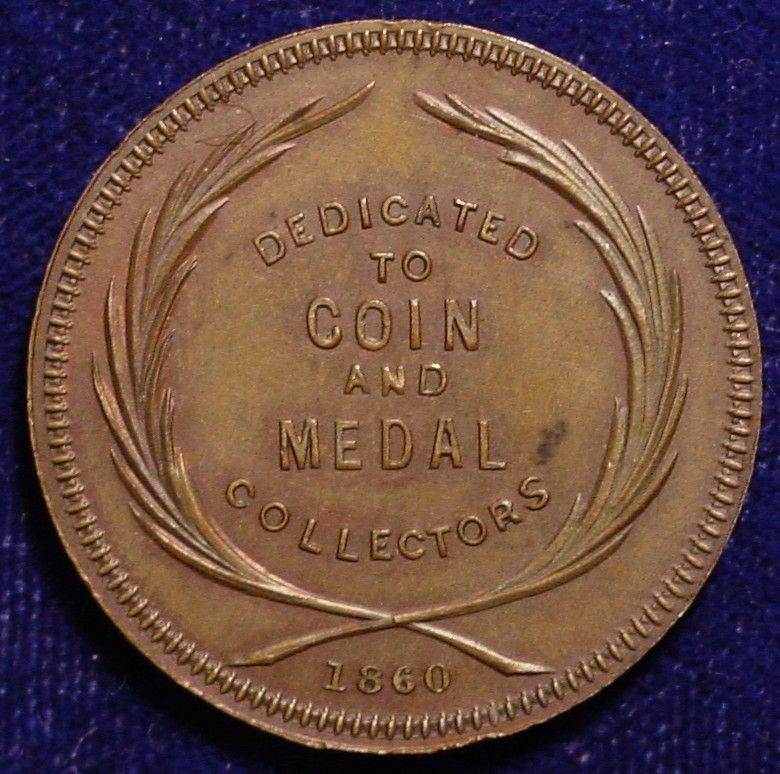 DEDICATED
TO
COIN
AND
MEDAL
COLLECTORS
1860